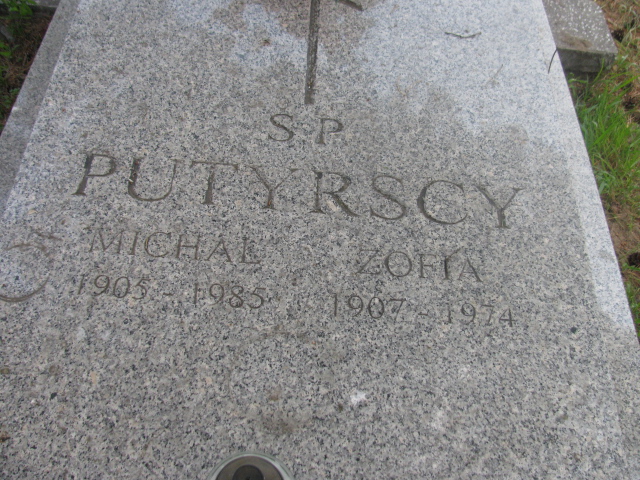 S P
PUTYRSCY
MICHAŁ ZOFIA
1905 - 1985 1907 - 1974